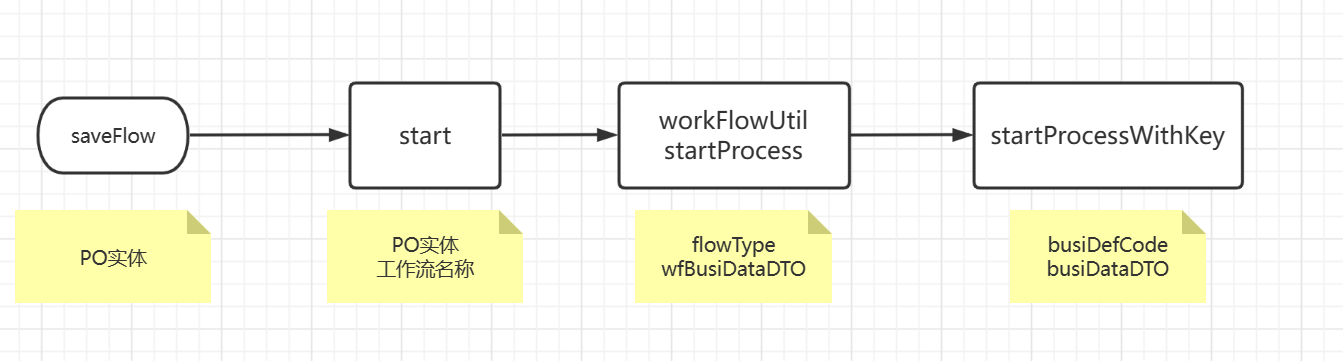 saveFlow
start
workFlowUtil
startProcess
startProcessWithKey
PO实体
PO实体
工作流名称
flowType
wfBusiDataDTO
busiDefCode
busiDataDTO